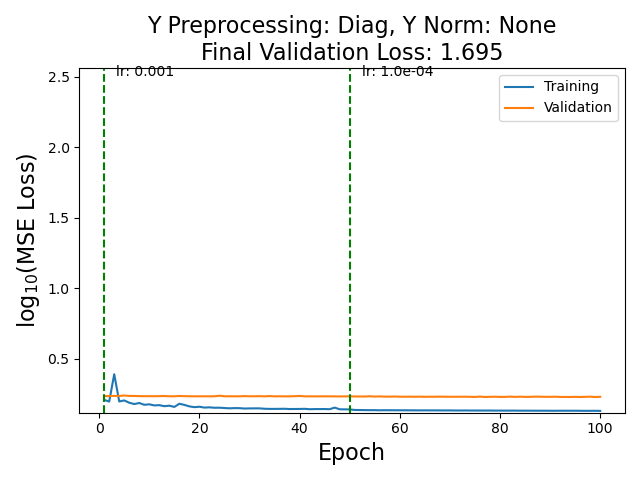 Y Preprocessing: Diag, Y Norm: None
Final Validation Loss: 1.695
lr: 0.001
lr: 1.0e-04
Training
Validation
log₁₀(MSE Loss)
2.5
2.0
1.5
1.0
0.5
0
20
40
60
80
100
Epoch